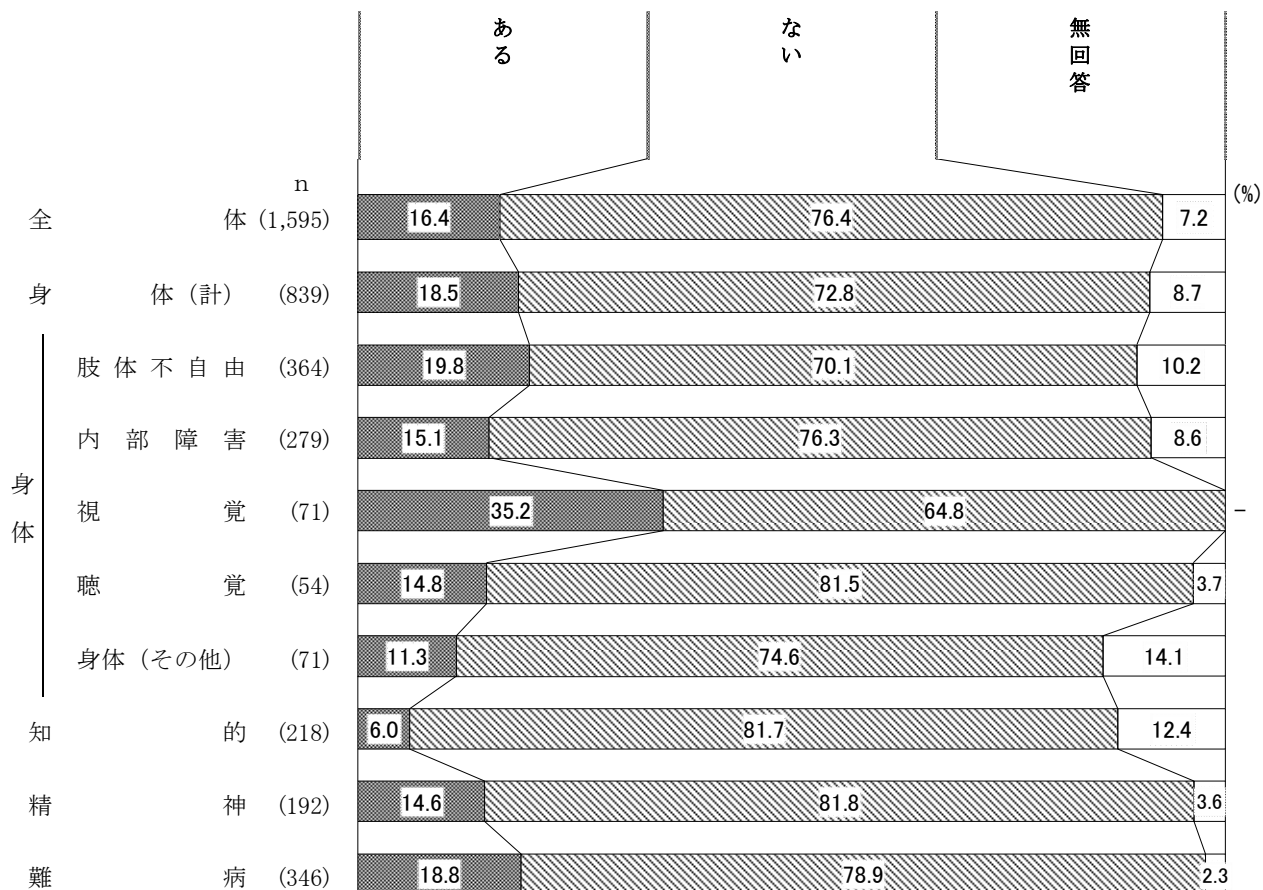 ある
ない
無回答
n
(%)
全体 (1,595) 16.4 76.4 7.2
身体（計） (839) 18.5 72.8 8.7
身体
肢体不自由 (364) 19.8 70.1 10.2
内部障害 (279) 15.1 76.3 8.6
視覚 (71) 35.2 64.8 -
聴覚 (54) 14.8 81.5 3.7
身体（その他） (71) 11.3 74.6 14.1
知的 (218) 6.0 81.7 12.4
精神 (192) 14.6 81.8 3.6
難病 (346) 18.8 78.9 2.3